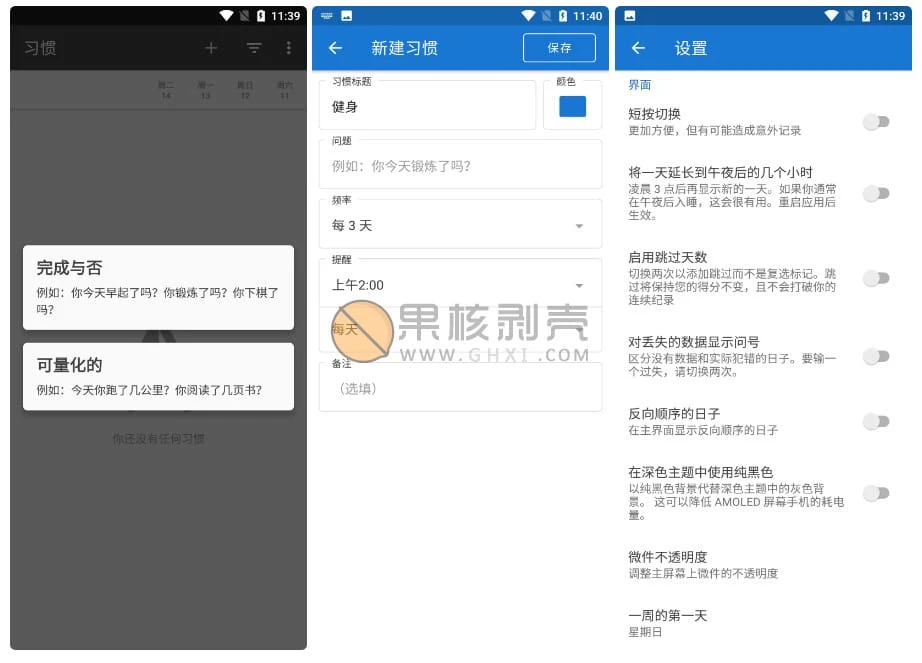 11:39
习惯
周二 周一 周日 周六
14 13 12 11
完成与否
例如：你今天早起了吗？你锻炼了吗？你下棋了
吗？
可量化的
例如：今天你跑了几公里？你阅读了几页书？
你还没有任何习惯
11:40
新建习惯
保存
习惯标题
健身
颜色
问题
例如：你今天锻炼了吗？
频率
每 3 天
提醒
上午2:00
每天
果核剥壳
WWW.GHXI.COM
备注
（选填）
11:39
设置
界面
短按切换
更加方便，但有可能造成意外记录
将一天延长到午夜后的几个小时
凌晨 3 点后再显示新的一天。如果你通常
在午夜后入睡，这会很有用。重启应用后
生效。
启用跳过天数
切换两次以添加跳过而不是复选标记。跳
过将保持您的得分不变，且不会打破你的
连续纪录
对丢失的数据显示问号
区分没有数据和实际犯错的日子。要输一
个过失，请切换两次。
反向顺序的日子
在主界面显示反向顺序的日子
在深色主题中使用纯黑色
以纯黑色背景代替深色主题中的灰色背
景。 这可以降低 AMOLED 屏幕手机的耗电
量。
微件不透明度
调整主屏幕上微件的不透明度
一周的第一天
星期日